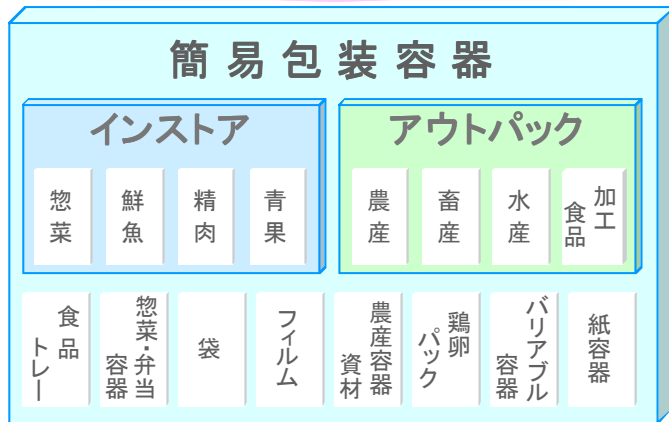 簡易包装容器
インストア
アウトパック
惣菜
鮮魚
精肉
青果
農産
畜産
水産
加工
食品
食品
トレー
惣菜・弁当
容器
袋
フィルム
農産容器
資材
鶏卵
パック
バリアブル
容器
紙容器